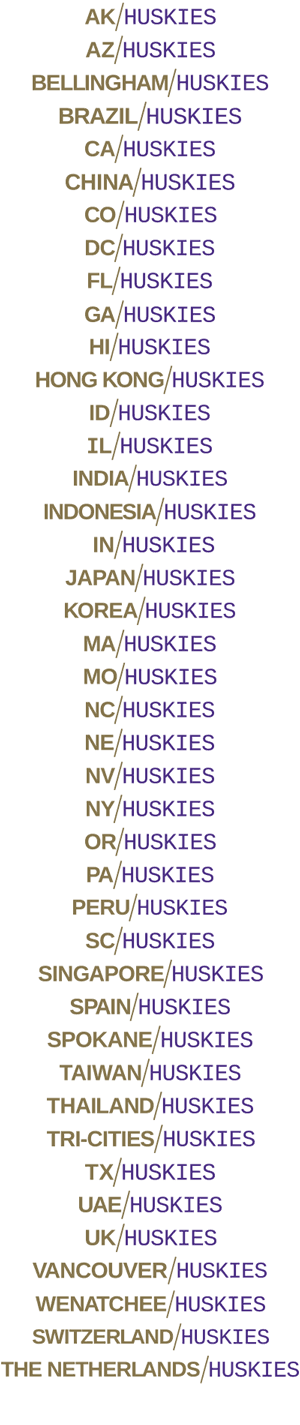 AK/HUSKIES
AZ/HUSKIES
BELLINGHAM/HUSKIES
BRAZIL/HUSKIES
CA/HUSKIES
CHINA/HUSKIES
CO/HUSKIES
DC/HUSKIES
FL/HUSKIES
GA/HUSKIES
HI/HUSKIES
HONG KONG/HUSKIES
ID/HUSKIES
IL/HUSKIES
INDIA/HUSKIES
INDONESIA/HUSKIES
IN/HUSKIES
JAPAN/HUSKIES
KOREA/HUSKIES
MA/HUSKIES
MO/HUSKIES
NC/HUSKIES
NE/HUSKIES
NV/HUSKIES
NY/HUSKIES
OR/HUSKIES
PA/HUSKIES
PERU/HUSKIES
SC/HUSKIES
SINGAPORE/HUSKIES
SPAIN/HUSKIES
SPOKANE/HUSKIES
TAIWAN/HUSKIES
THAILAND/HUSKIES
TRI-CITIES/HUSKIES
TX/HUSKIES
UAE/HUSKIES
UK/HUSKIES
VANCOUVER/HUSKIES
WENATCHEE/HUSKIES
SWITZERLAND/HUSKIES
THE NETHERLANDS/HUSKIES